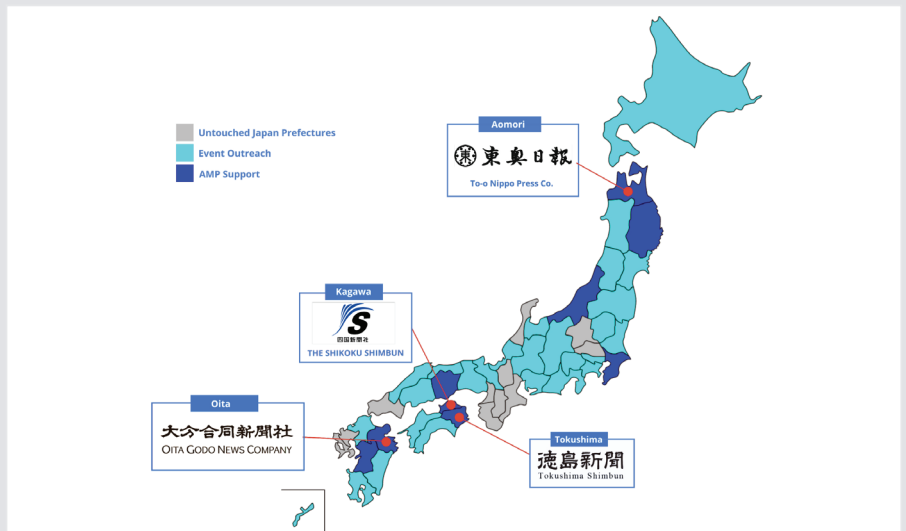 Untouched Japan Prefectures
Event Outreach
AMP Support
Aomori
東
東奥日報
To-o Nippo Press Co.
Kagawa
S
四国新聞社
THE SHIKOKU SHIMBUN
Oita
大分合同新聞社
OITA GODO NEWS COMPANY
Tokushima
徳島新聞
Tokushima Shimbun